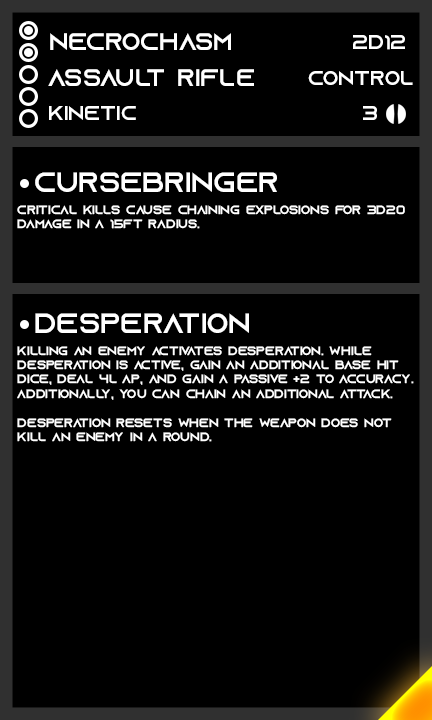 NECROCHASM 2D12
ASSAULT RIFLE CONTROL
KINETIC 3
•CURSEBRINGER
CRITICAL KILLS CAUSE CHAINING EXPLOSIONS FOR 3D20
DAMAGE IN A 15FT RADIUS.
•DESPERATION
KILLING AN ENEMY ACTIVATES DESPERATION. WHILE
DESPERATION IS ACTIVE, GAIN AN ADDITIONAL BASE HIT
DICE, DEAL 4L AP, AND GAIN A PASSIVE +2 TO ACCURACY.
ADDITIONALLY, YOU CAN CHAIN AN ADDITIONAL ATTACK.
DESPERATION RESETS WHEN THE WEAPON DOES NOT
KILL AN ENEMY IN A ROUND.